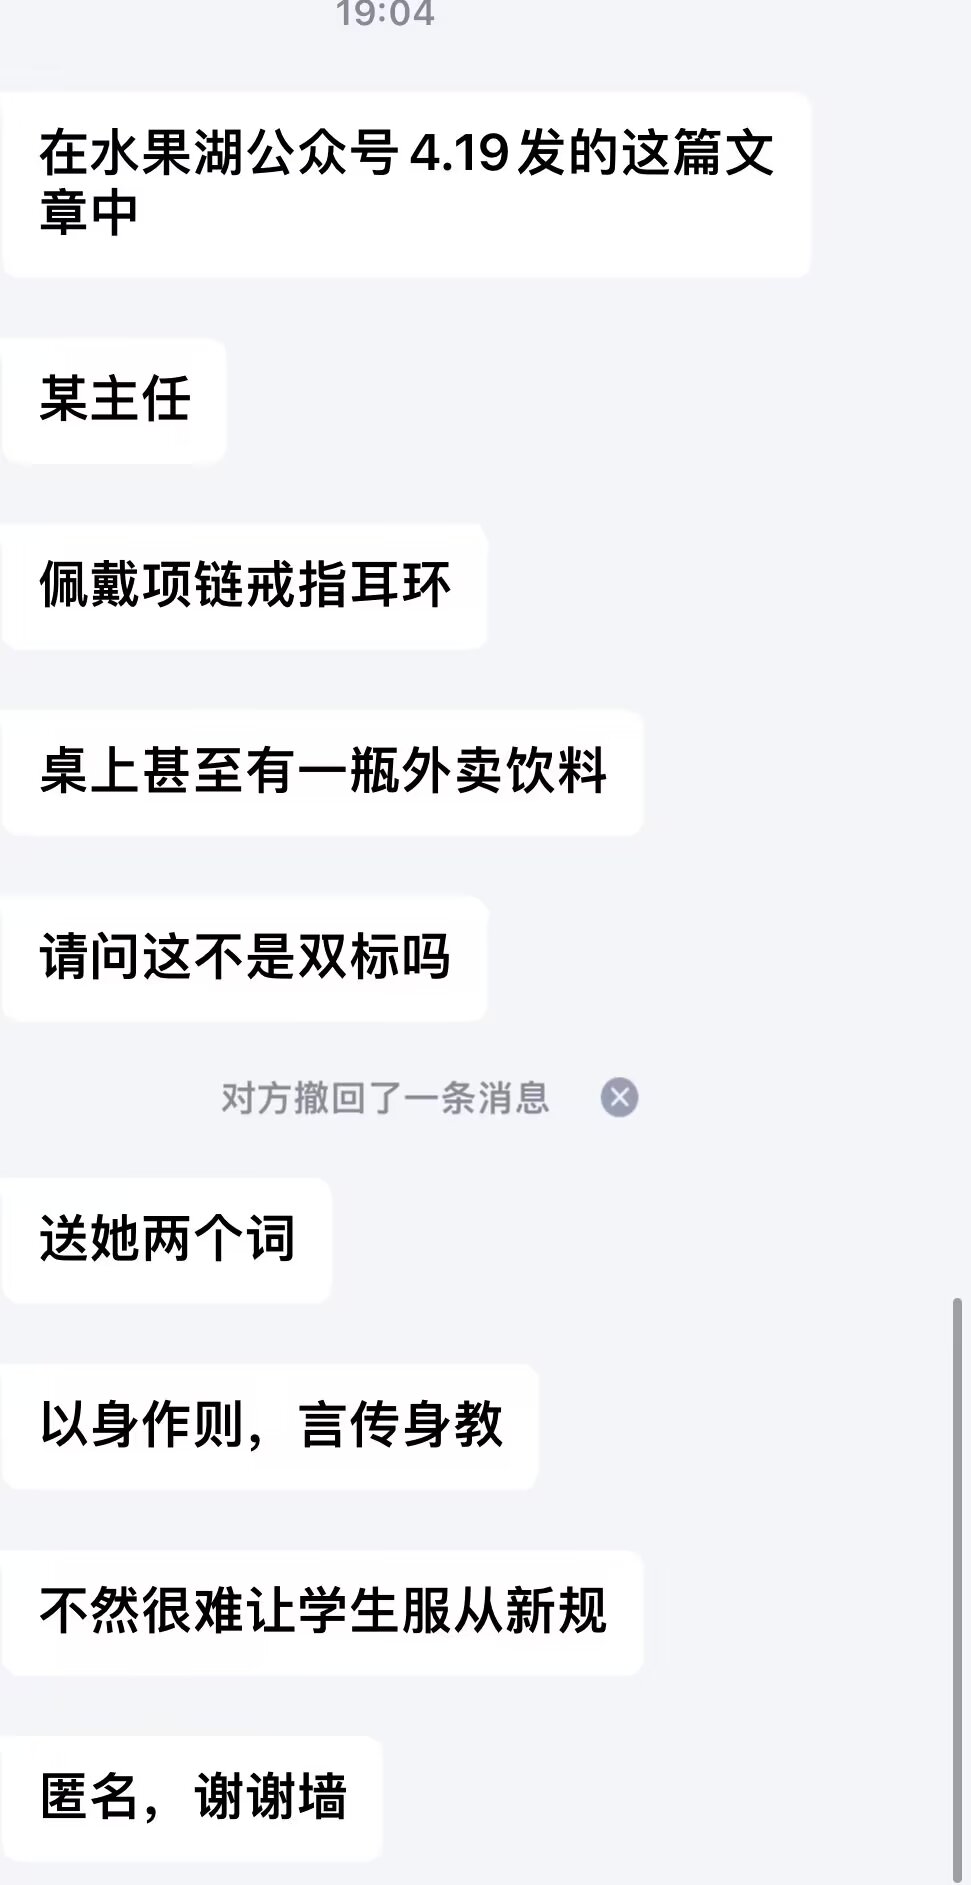 19:04
在水果湖公众号4.19发的这篇文
章中
某主任
佩戴项链戒指耳环
桌上甚至有一瓶外卖饮料
请问这不是双标吗
对方撤回了一条消息
送她两个词
以身作则，言传身教
不然很难让学生服从新规
匿名，谢谢墙